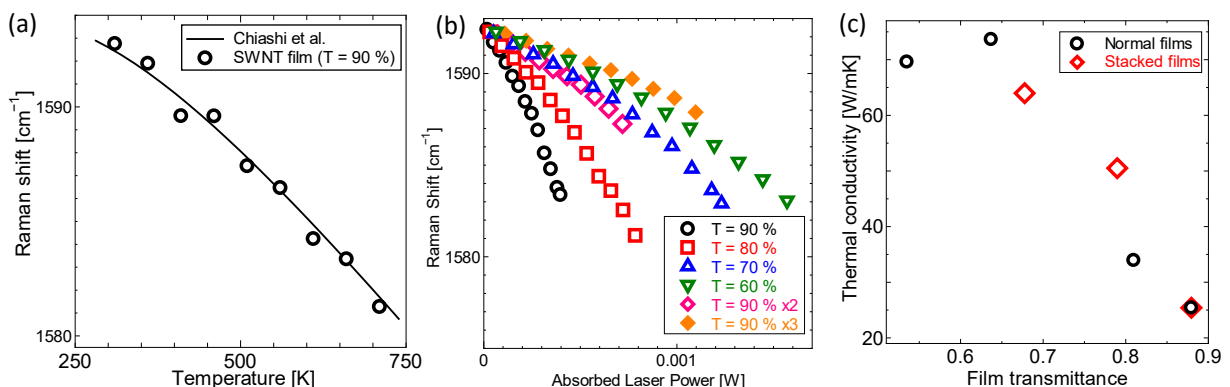 (a)
Chiashi et al.
SWNT film (T = 90 %)
Raman shift [cm⁻¹]
1590
1580
250
500
750
Temperature [K]
(b)
Raman Shift [cm⁻¹]
1590
1580
T = 90 %
T = 80 %
T = 70 %
T = 60 %
T = 90 % x2
T = 90 % x3
0
0.001
Absorbed Laser Power [W]
(c)
Normal films
Stacked films
Thermal conductivity [W/mK]
60
40
20
0.6
0.7
0.8
0.9
Film transmittance